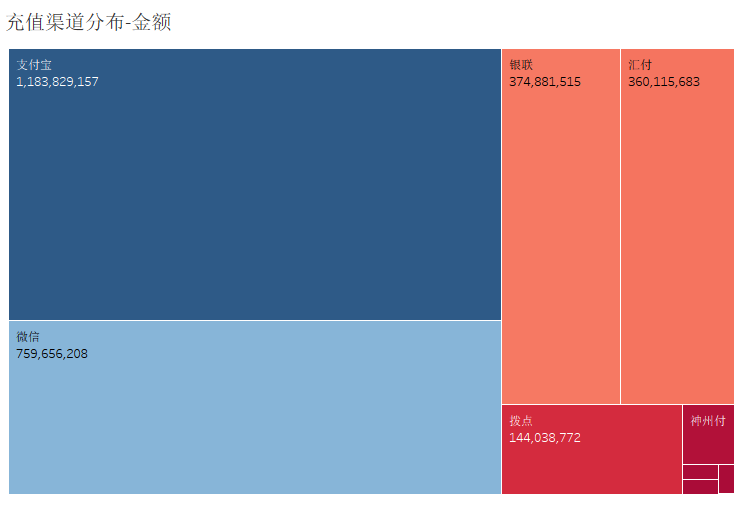 充值渠道分布-金额
支付宝
1,183,829,157
银联
374,881,515
汇付
360,115,683
微信
759,656,208
拨点
144,038,772
神州付